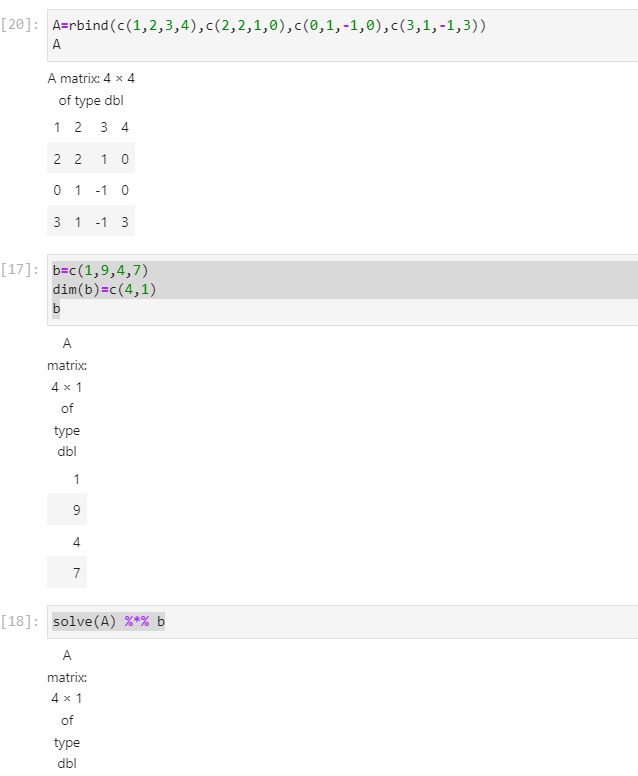 [20]: A=rbind(c(1,2,3,4),c(2,2,1,0),c(0,1,-1,0),c(3,1,-1,3))
A
A matrix: 4 × 4
of type dbl
1 2 3 4
2 2 1 0
0 1 -1 0
3 1 -1 3
[17]: b=c(1,9,4,7)
dim(b)=c(4,1)
b
A
matrix:
4 × 1
of
type
dbl
1
9
4
7
[18]: solve(A) %*% b
A
matrix:
4 × 1
of
type
dbl